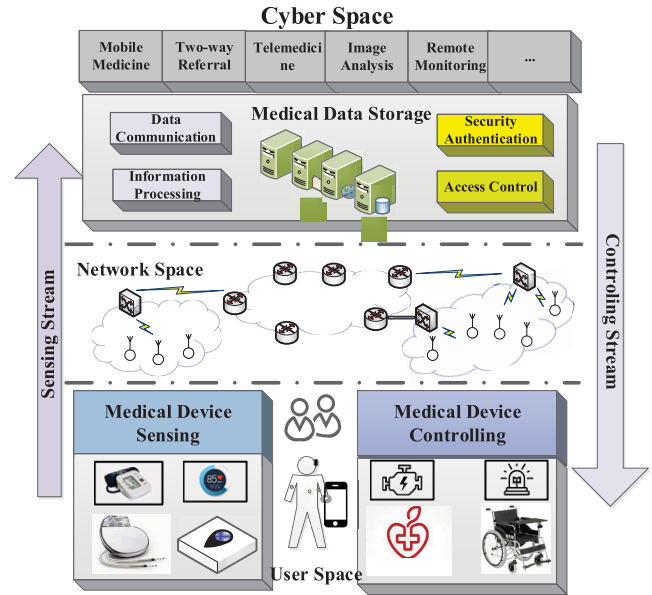 Cyber Space
Mobile
Medicine
Two-way
Referral
Telemedici
ne
Image
Analysis
Remote
Monitoring
...
Medical Data Storage
Data
Communication
Security
Authentication
Information
Processing
Access Control
Sensing Stream
Controling Stream
Network Space
Medical Device
Sensing
Medical Device
Controlling
85
User Space